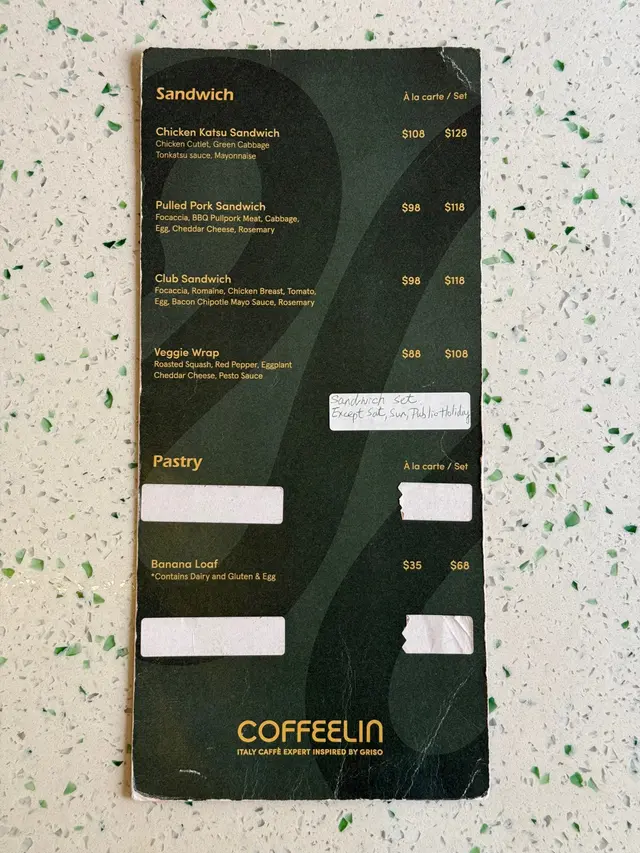 Sandwich À la carte / Set
Chicken Katsu Sandwich $108 $128
Chicken Cutlet, Green Cabbage
Tonkatsu sauce, Mayonnaise
Pulled Pork Sandwich $98 $118
Focaccia, BBQ Pullpork Meat, Cabbage,
Egg, Cheddar Cheese, Rosemary
Club Sandwich $98 $118
Focaccia, Romaine, Chicken Breast, Tomato,
Egg, Bacon Chipotle Mayo Sauce, Rosemary
Veggie Wrap $88 $108
Roasted Squash, Red Pepper, Eggplant
Cheddar Cheese, Pesto Sauce
Sandwich set
Except Sat, Sun, Public Holiday
Pastry À la carte / Set
Banana Loaf $35 $68
*Contains Dairy and Gluten & Egg
COFFEELIN
ITALY CAFFÈ EXPERT INSPIRED BY GRISO